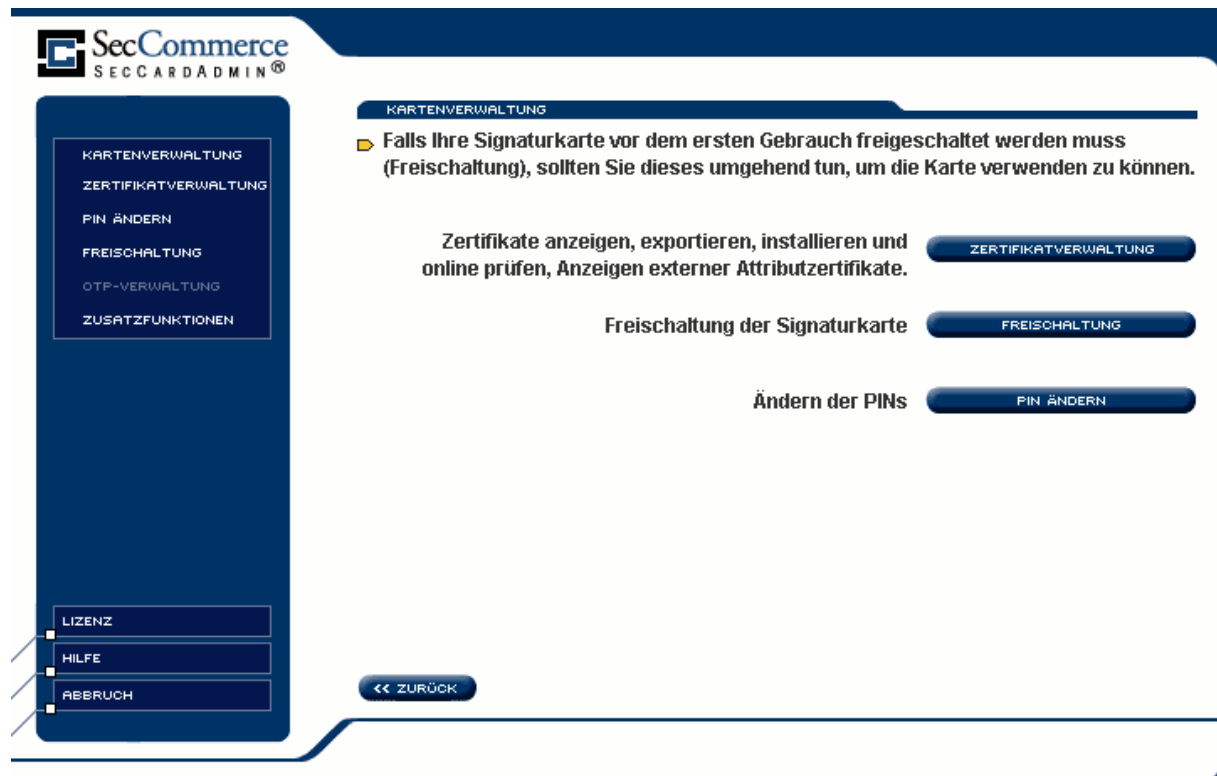 SecCommerce
SECCARDADMIN®
KARTENVERWALTUNG
ZERTIFIKATVERWALTUNG
PIN ÄNDERN
FREISCHALTUNG
OTP-VERWALTUNG
ZUSATZFUNKTIONEN
LIZENZ
HILFE
ABBRUCH
KARTENVERWALTUNG
Falls Ihre Signaturkarte vor dem ersten Gebrauch freigeschaltet werden muss
(Freischaltung), sollten Sie dieses umgehend tun, um die Karte verwenden zu können.
Zertifikate anzeigen, exportieren, installieren und
online prüfen, Anzeigen externer Attributzertifikate.
ZERTIFIKATVERWALTUNG
Freischaltung der Signaturkarte
FREISCHALTUNG
Ändern der PINs
PIN ÄNDERN
<< ZURÜCK